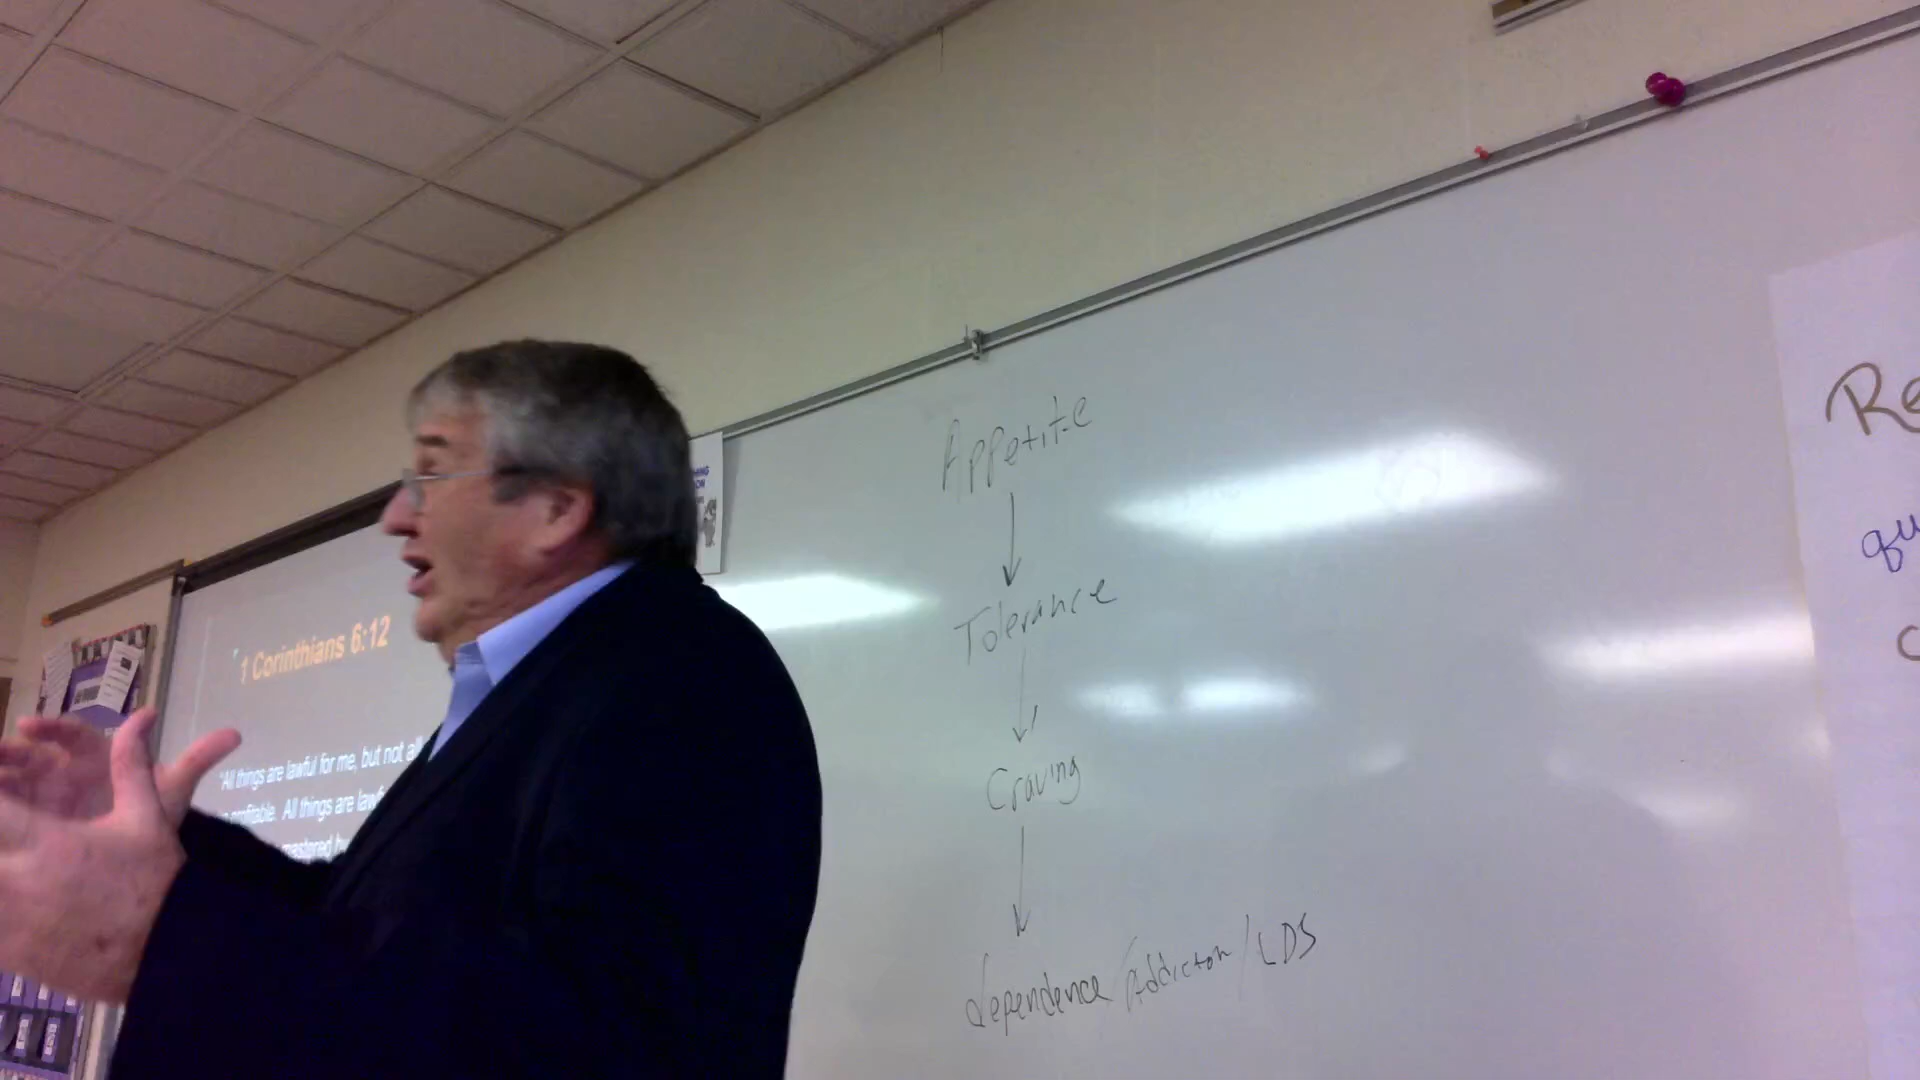 1 Corinthians 6:12
"All things are lawful for me, but not all
profitable. All things are lawf
mastered
Appetite
Tolerance
Craving
dependence/Addicton/LDS
Re
qu
C